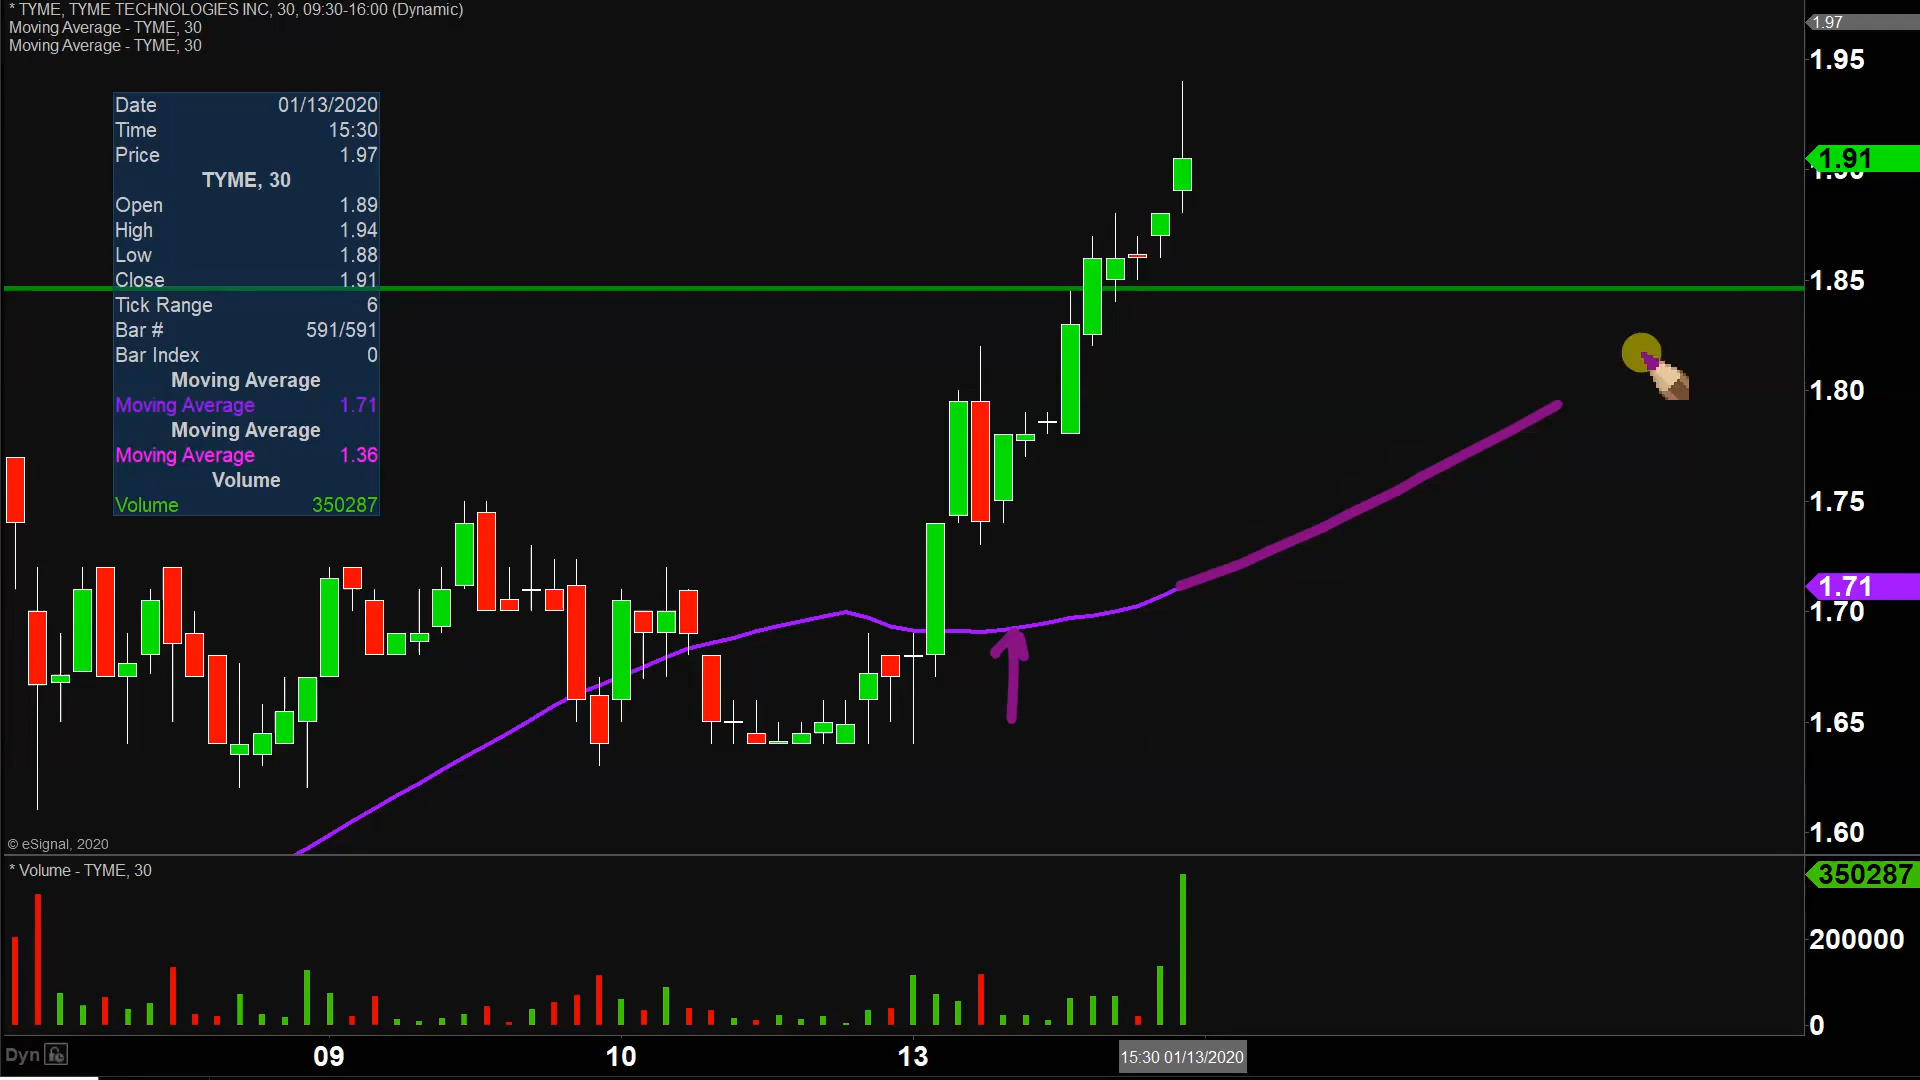 * TYME, TYME TECHNOLOGIES INC, 30, 09:30-16:00 (Dynamic)
Moving Average - TYME, 30
Moving Average - TYME, 30
Date 01/13/2020
Time 15:30
Price 1.97
TYME, 30
Open 1.89
High 1.94
Low 1.88
Close 1.91
Tick Range 6
Bar # 591/591
Bar Index 0
Moving Average
Moving Average 1.71
Moving Average
Moving Average 1.36
Volume
Volume 350287
1.97
1.95
1.91
1.90
1.85
1.80
1.75
1.71
1.70
1.65
1.60
© eSignal, 2020
* Volume - TYME, 30
350287
200000
0
Dyn
09 10 13 15:30 01/13/2020